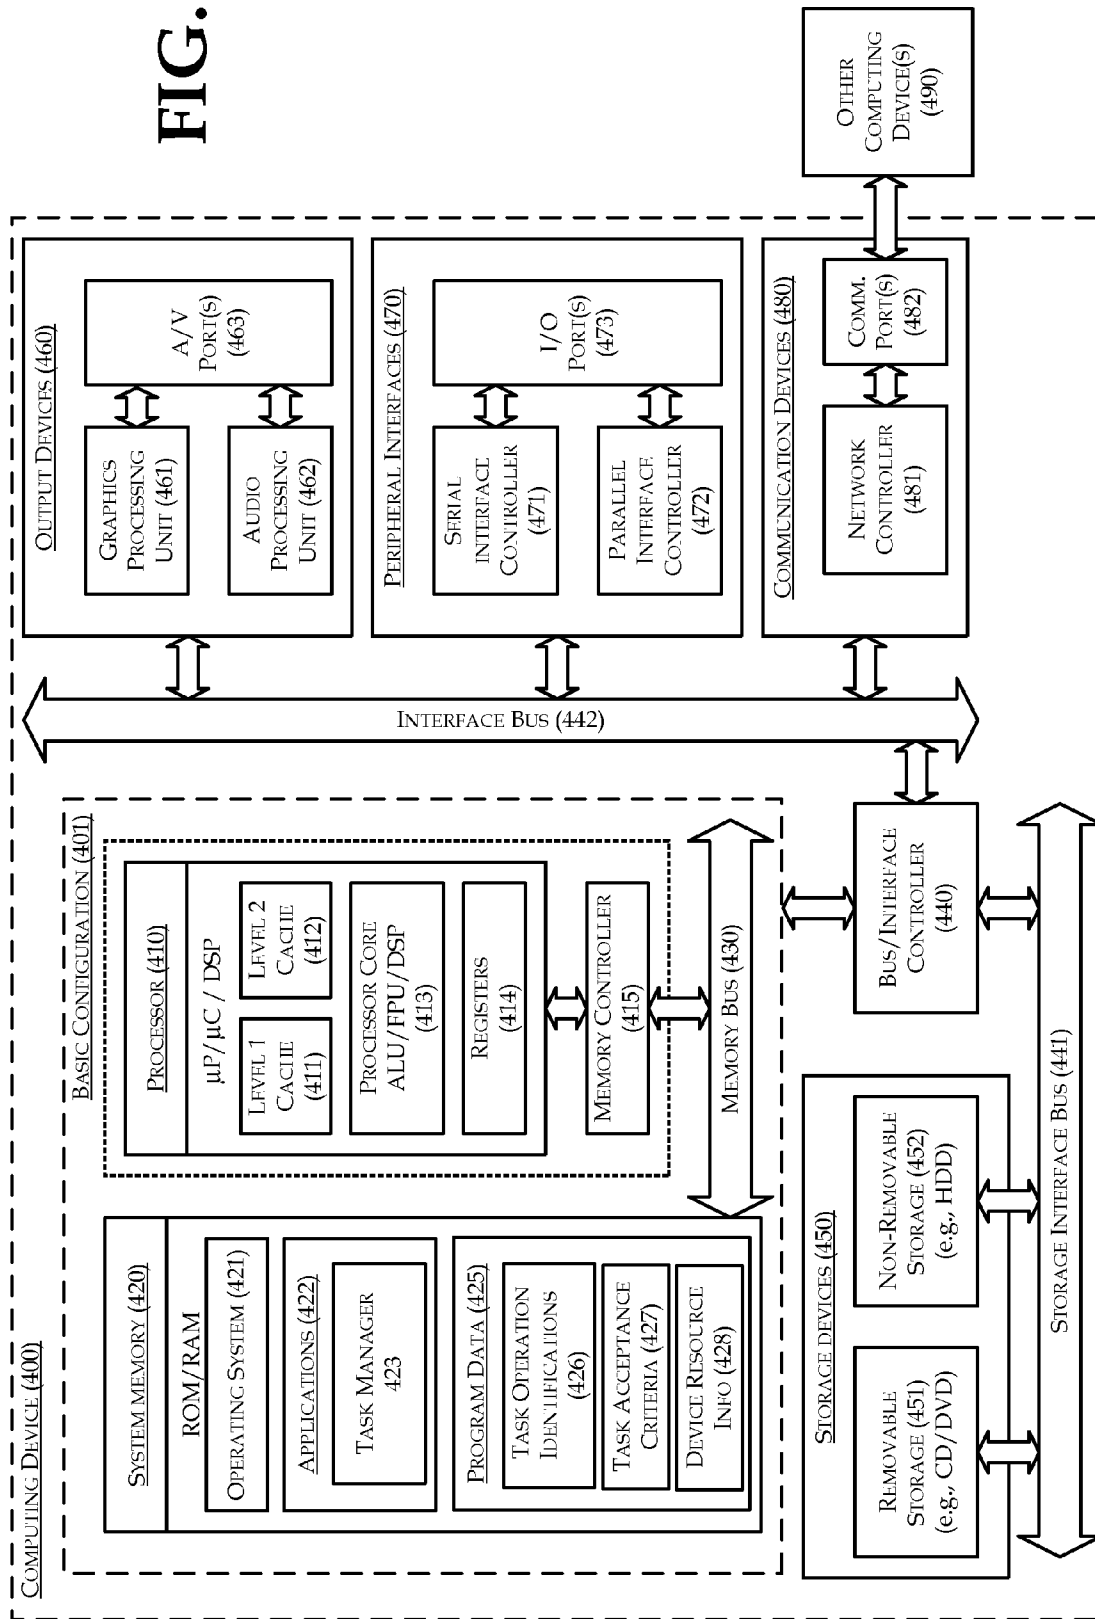 FIG.
COMPUTING DEVICE (400)
BASIC CONFIGURATION (401)
SYSTEM MEMORY (420)
ROM/RAM
OPERATING SYSTEM (421)
APPLICATIONS (422)
TASK MANAGER
423
PROGRAM DATA (425)
TASK OPERATION
IDENTIFICATIONS
(426)
TASK ACCEPTANCE
CRITERIA (427)
DEVICE RESOURCE
INFO (428)
PROCESSOR (410)
µP/µC / DSP
LEVEL 1
CACHE
(411)
LEVEL 2
CACHE
(412)
PROCESSOR CORE
ALU/FPU/DSP
(413)
REGISTERS
(414)
MEMORY CONTROLLER
(415)
MEMORY BUS (430)
BUS/INTERFACE
CONTROLLER
(440)
STORAGE DEVICES (450)
REMOVABLE
STORAGE (451)
(e.g., CD/DVD)
NON-REMOVABLE
STORAGE (452)
(e.g., HDD)
STORAGE INTERFACE BUS (441)
INTERFACE BUS (442)
OUTPUT DEVICES (460)
GRAPHICS
PROCESSING
UNIT (461)
AUDIO
PROCESSING
UNIT (462)
A/V
PORT(S)
(463)
PERIPHERAL INTERFACES (470)
SERIAL
INTERFACE
CONTROLLER
(471)
PARALLEL
INTERFACE
CONTROLLER
(472)
I/O
PORT(S)
(473)
COMMUNICATION DEVICES (480)
NETWORK
CONTROLLER
(481)
COMM.
PORT(S)
(482)
OTHER
COMPUTING
DEVICE(S)
(490)